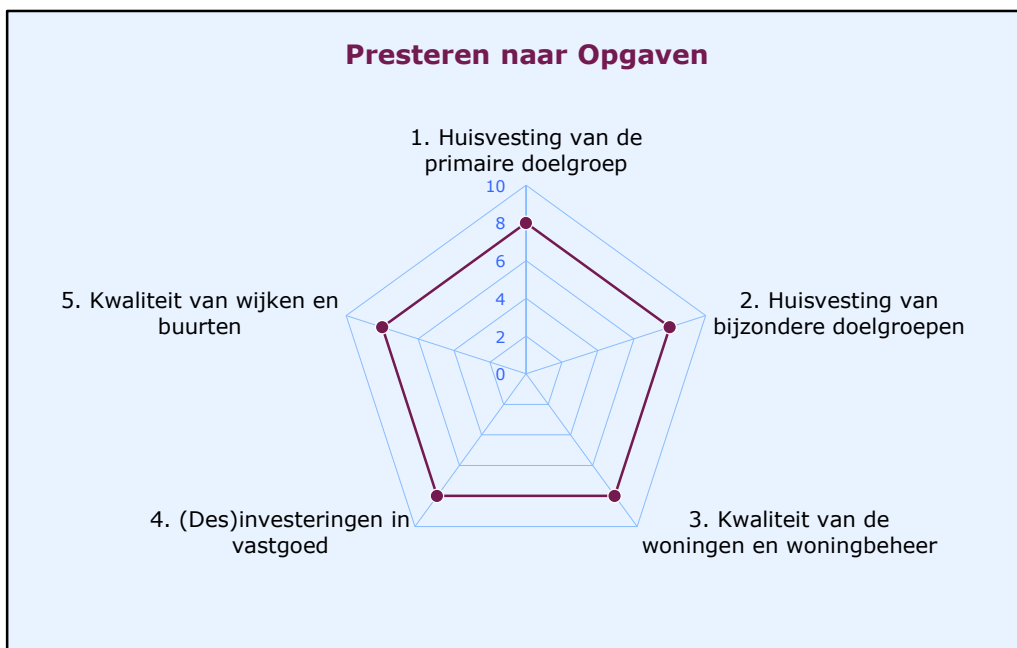 Presteren naar Opgaven
1. Huisvesting van de
primaire doelgroep
10
8
6
4
2
0
5. Kwaliteit van wijken en
buurten
2. Huisvesting van
bijzondere doelgroepen
4. (Des)investeringen in
vastgoed
3. Kwaliteit van de
woningen en woningbeheer